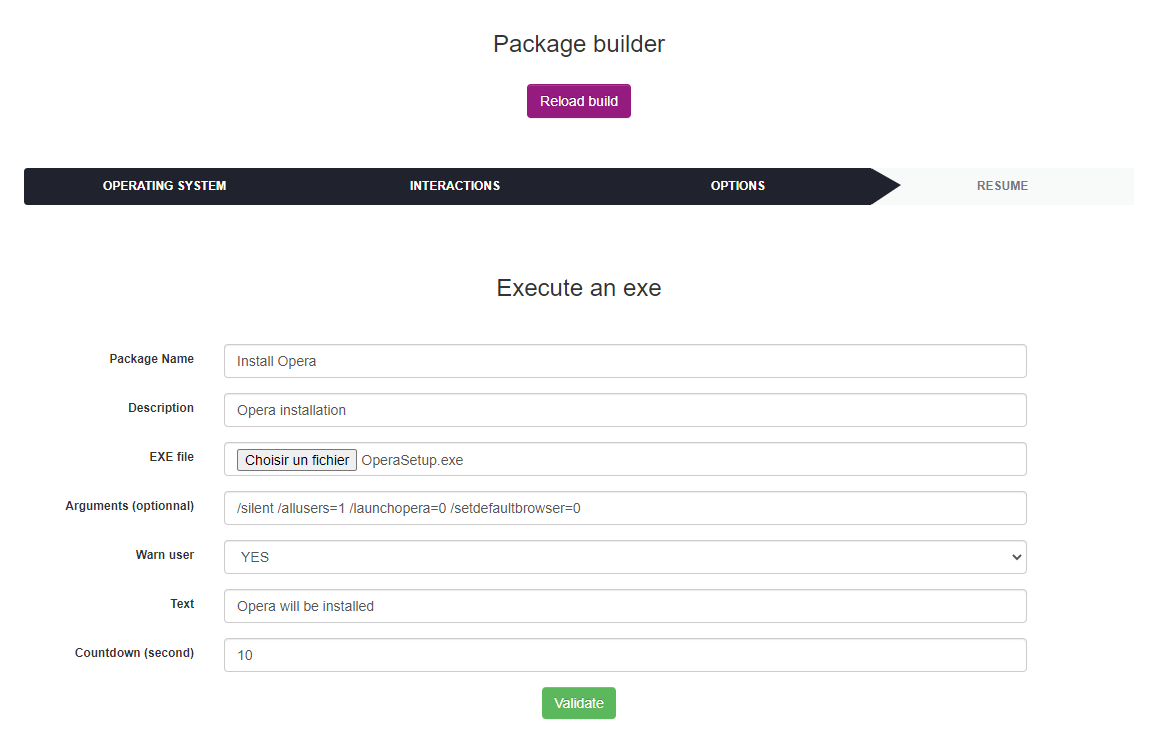 Package builder
Reload build
OPERATING SYSTEM INTERACTIONS OPTIONS RESUME
Execute an exe
Package Name Install Opera
Description Opera installation
EXE file Choisir un fichier OperaSetup.exe
Arguments (optionnal) /silent /allusers=1 /launchopera=0 /setdefaultbrowser=0
Warn user YES
Text Opera will be installed
Countdown (second) 10
Validate